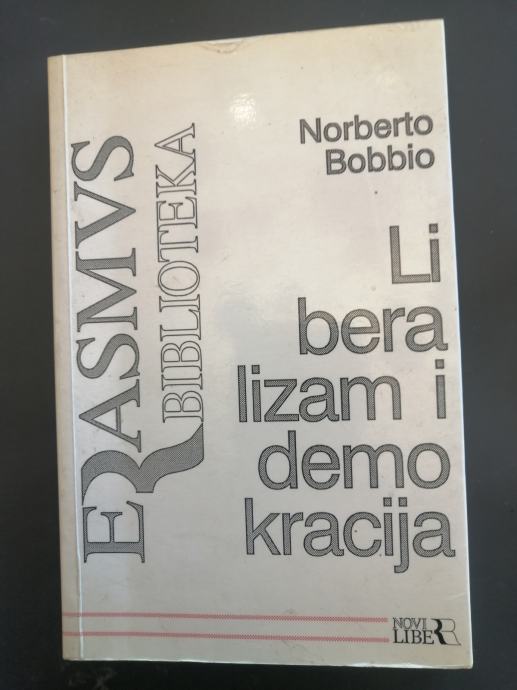 ERASMVS
BIBLIOTEKA
Norberto
Bobbio
Li
bera
lizam i
demo
kracija
NOVI
LIBER